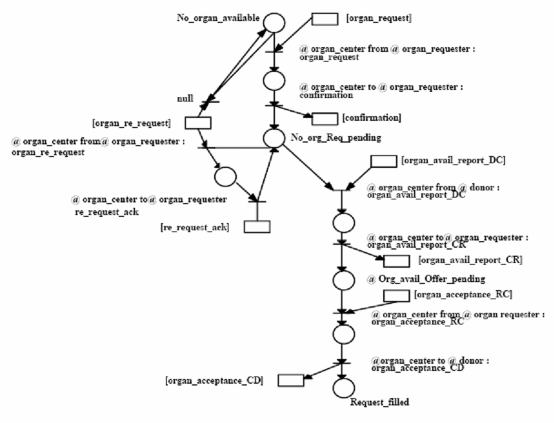 No_organ_available
[organ_request]
@ organ_center from @ organ_requester :
organ_request
@ organ_center to @ organ_requester :
confirmation
null
[organ_re_request]
[confirmation]
@ organ_center from@ organ_requester :
organ_re_request
No_org_Req_pending
[organ_avail_report_DC]
@ organ_center from @ donor :
organ_avail_report_DC
@ organ_center to@ organ_requester
re_request_ack
[re_request_ack]
@ organ_center to@ organ_requester :
organ_avail_report_CR
[organ_avail_report_CR]
@ Org_avail_Offer_pending
[organ_acceptance_RC]
@ organ_center from @ organ requester :
organ_acceptance_RC
@organ_center to @ donor :
organ_acceptance_CD
[organ_acceptance_CD]
Request_filled